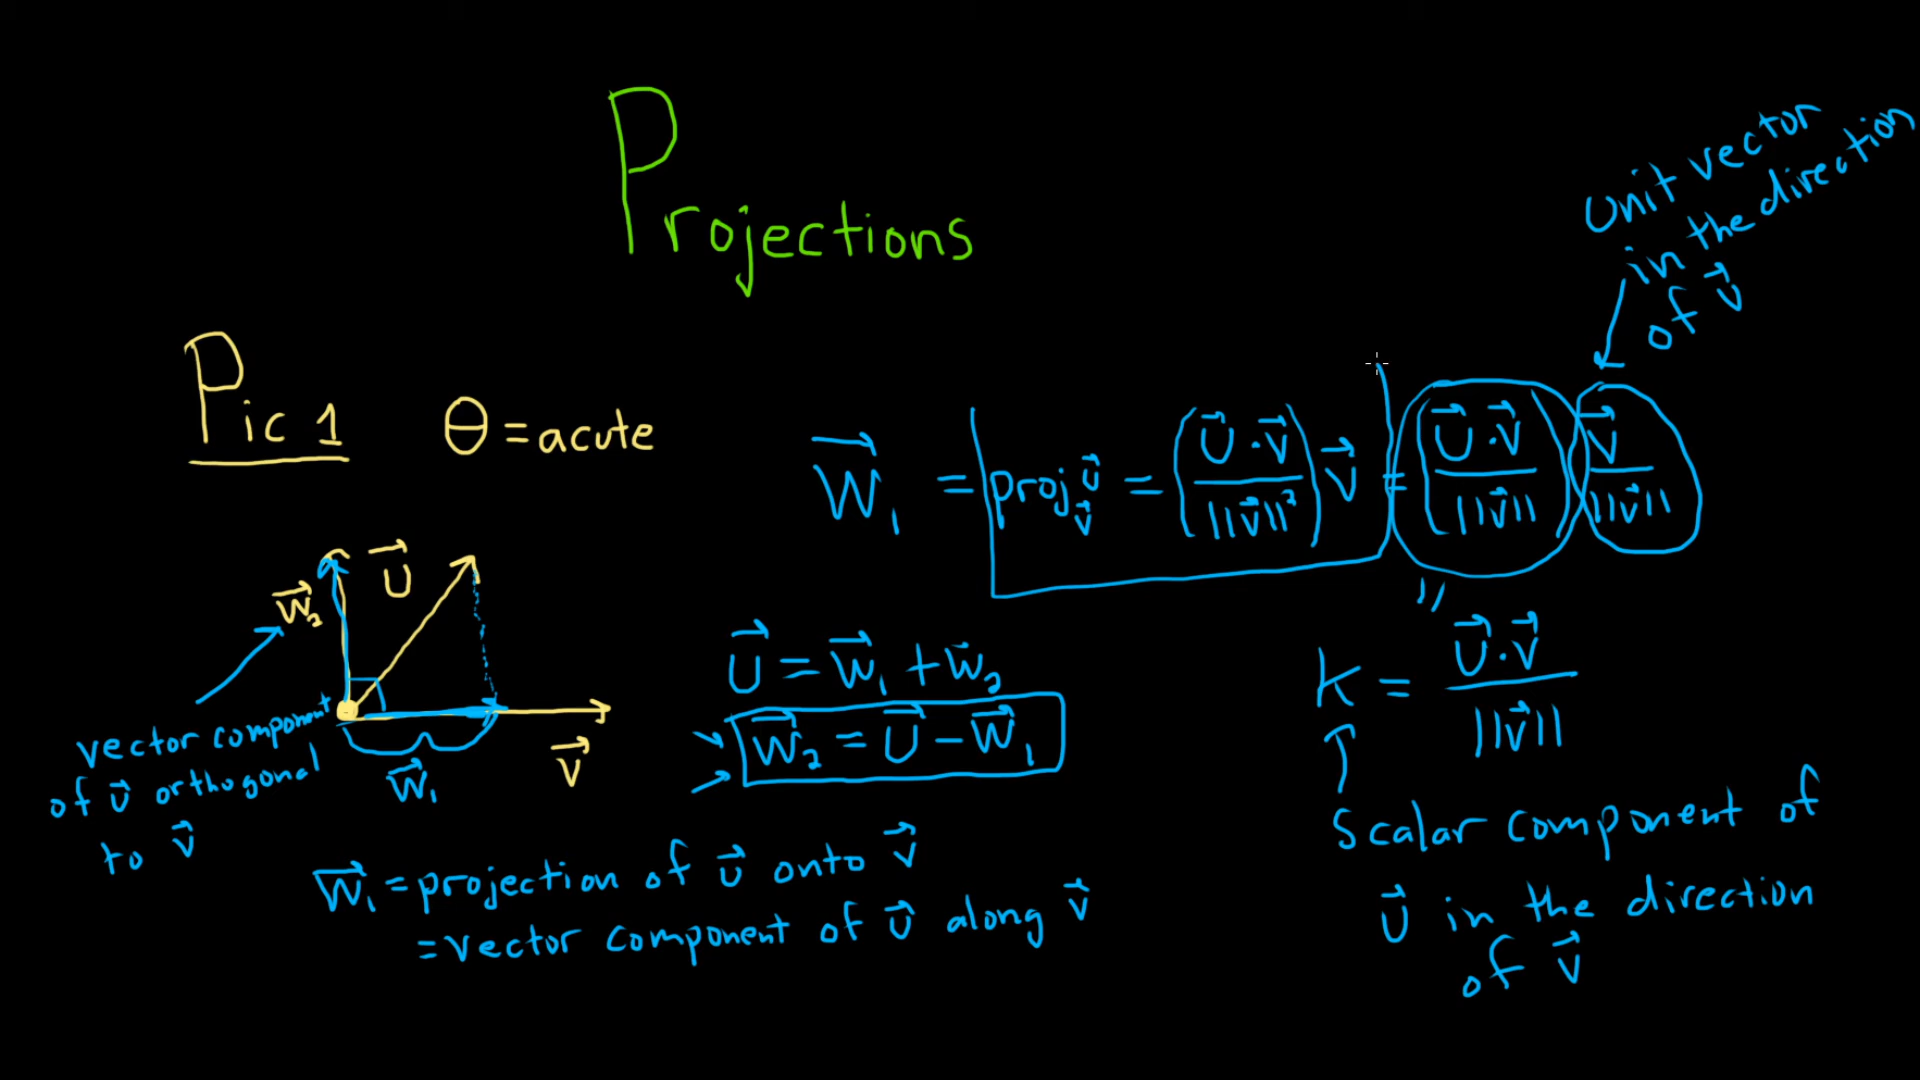 Projections
Unit vector
in the direction
of v⃗
Pic 1
θ = acute
w⃗₁ = proj_v⃗ u⃗ = (u⃗ · v⃗ / ||v⃗||²) v⃗ = (u⃗ · v⃗ / ||v⃗||) v⃗ / ||v⃗||
w⃗₂
u⃗
v⃗
w⃗₁
vector component
of u⃗ orthogonal
to v⃗
u⃗ = w⃗₁ + w⃗₂
w⃗₂ = u⃗ − w⃗₁
k = u⃗ · v⃗ / ||v⃗||
Scalar component of
u⃗ in the direction
of v⃗
w⃗₁ = projection of u⃗ onto v⃗
= vector component of u⃗ along v⃗